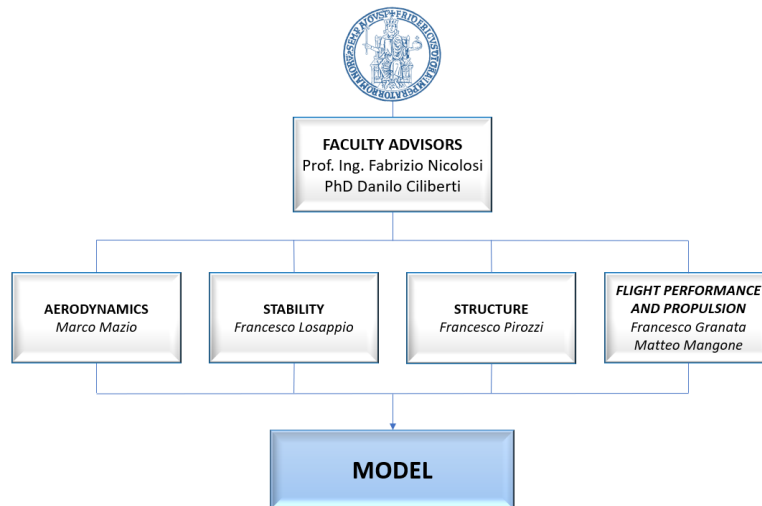 FACULTY ADVISORS
Prof. Ing. Fabrizio Nicolosi
PhD Danilo Ciliberti
AERODYNAMICS
Marco Mazio
STABILITY
Francesco Losappio
STRUCTURE
Francesco Pirozzi
FLIGHT PERFORMANCE
AND PROPULSION
Francesco Granata
Matteo Mangone
MODEL